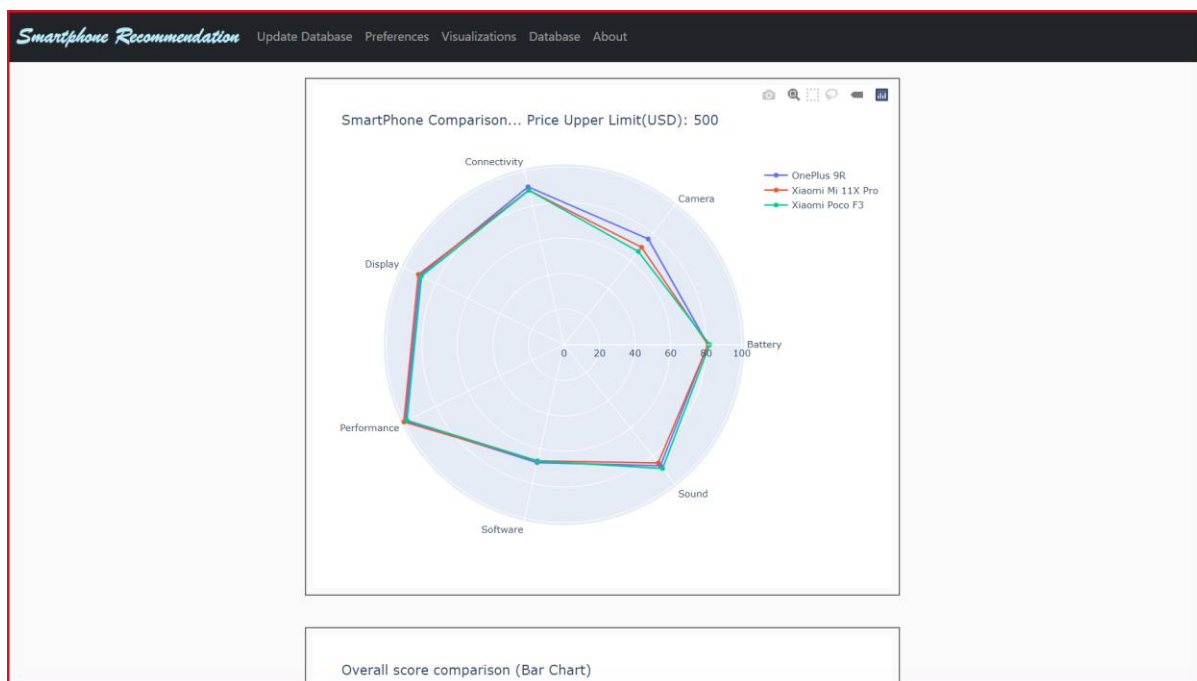 Smartphone Recommendation Update Database Preferences Visualizations Database About
SmartPhone Comparison... Price Upper Limit(USD): 500
Connectivity
Camera
OnePlus 9R
Xiaomi Mi 11X Pro
Xiaomi Poco F3
Display
Battery
0 20 40 60 80 100
Performance
Sound
Software
Overall score comparison (Bar Chart)